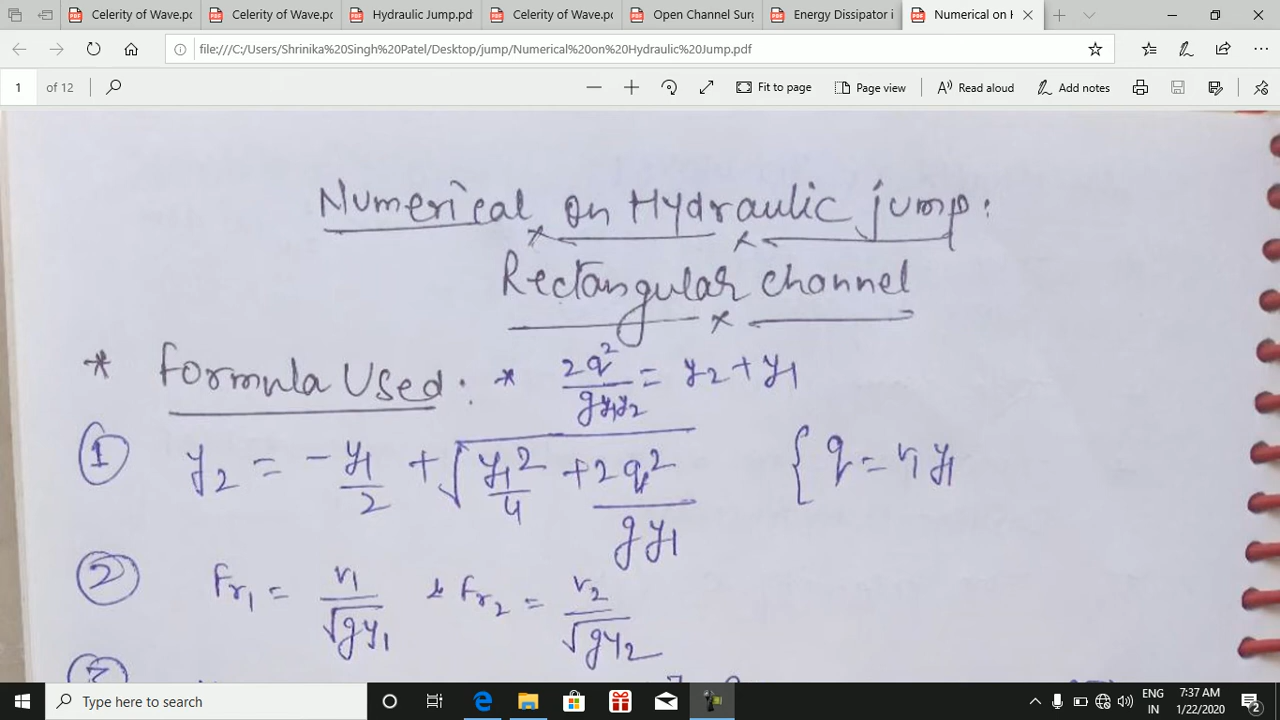 Celerity of Wave.pd Celerity of Wave.pd Hydraulic Jump.pdf Celerity of Wave.pd Open Channel Surg Energy Dissipator i Numerical on H
file:///C:/Users/Shrinika%20Singh%20Patel/Desktop/jump/Numerical%20on%20Hydraulic%20Jump.pdf
1 of 12 Fit to page Page view Read aloud Add notes
Numerical on Hydraulic jump:
Rectangular channel
* Formula Used: * 2q²/gy₁y₂ = y₂ + y₁
① y₂ = -y₁/2 + √(y₁²/4 + 2q²/gy₁) { q = v₁y₁
② Fr₁ = v₁/√gy₁ & Fr₂ = v₂/√gy₂
Type here to search
ENG 7:37 AM
IN 1/22/2020 2